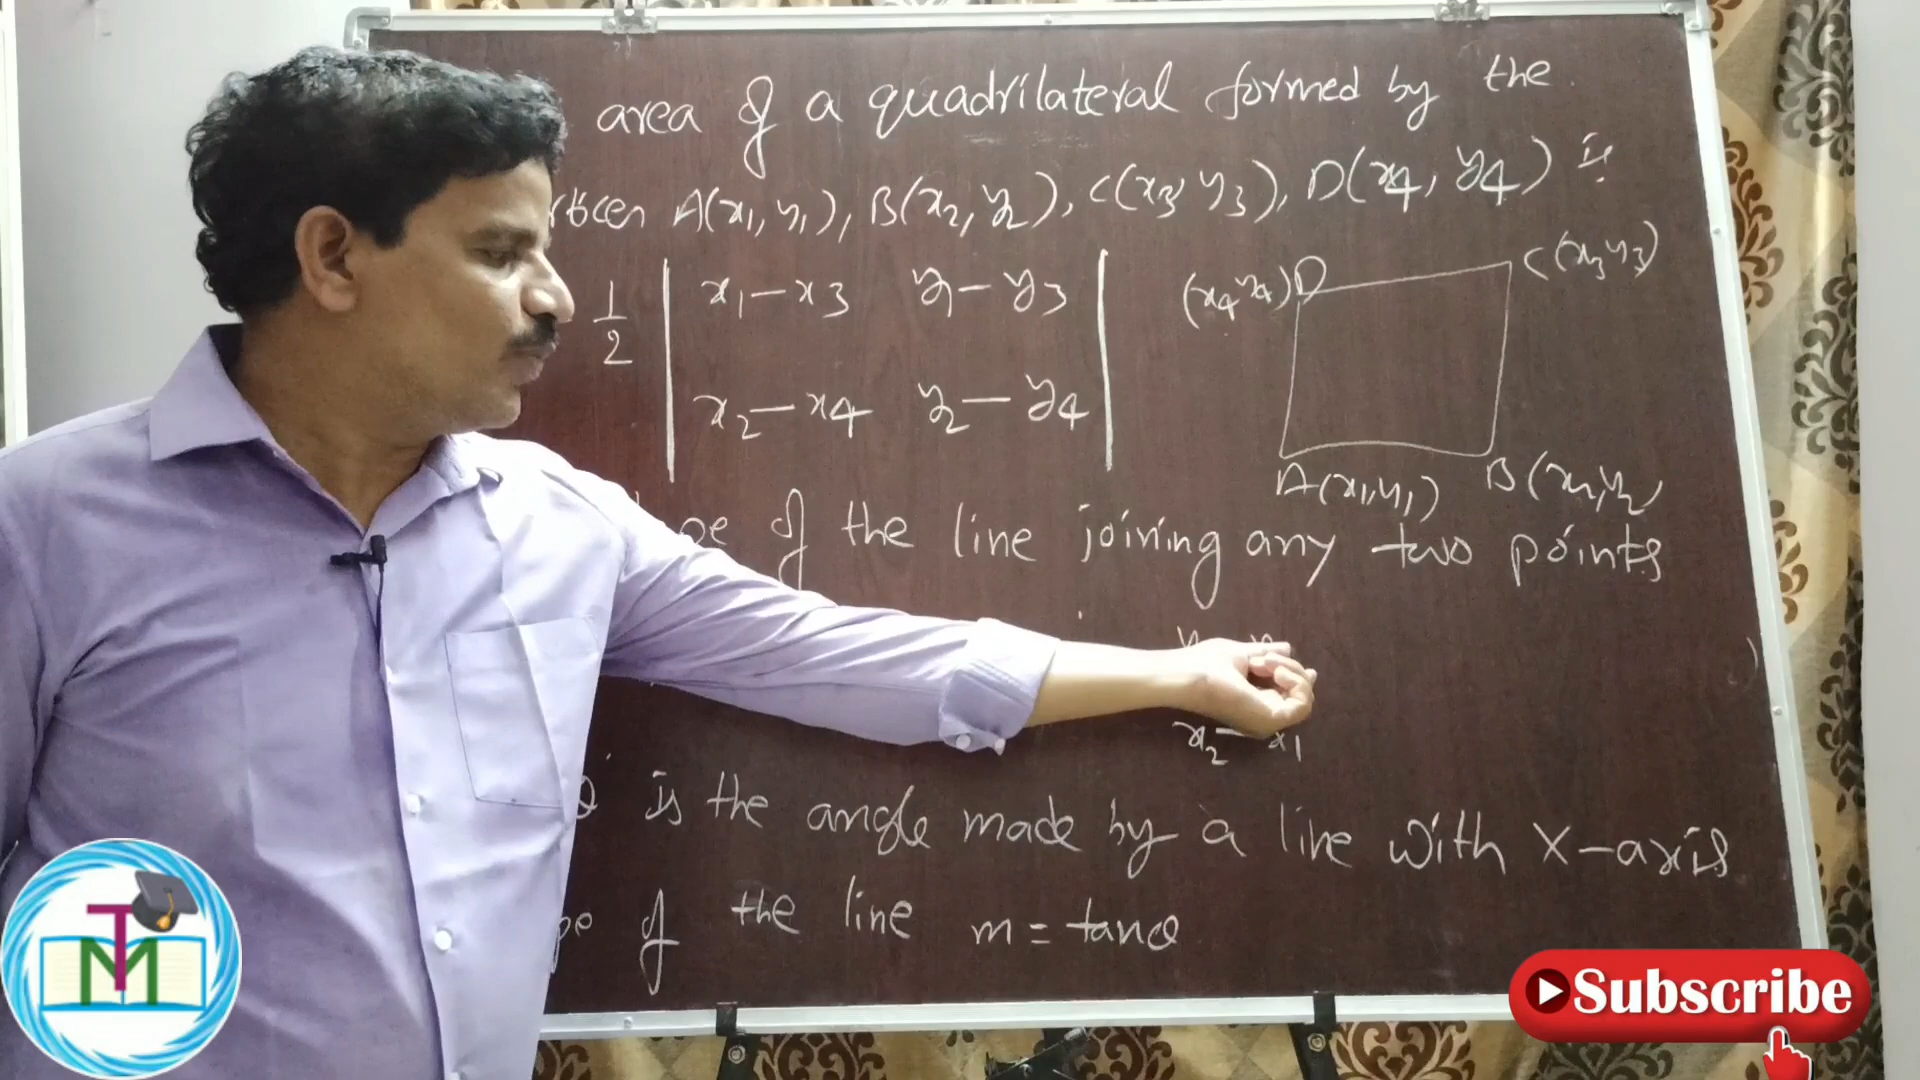 area of a quadrilateral formed by the
A(x1, y1), B(x2, y2), C(x3 y3), D(x4, y4) is
1/2 | x1 - x3 y1 - y3 |
| x2 - x4 y2 - y4 |
(x4 y4) D
C(x3 y3)
A(x1, y1)
B(x2, y2
of the line joining any two points
x2 - x1
is the angle made by a line with X-axis
of the line m = tanθ
TM
Subscribe